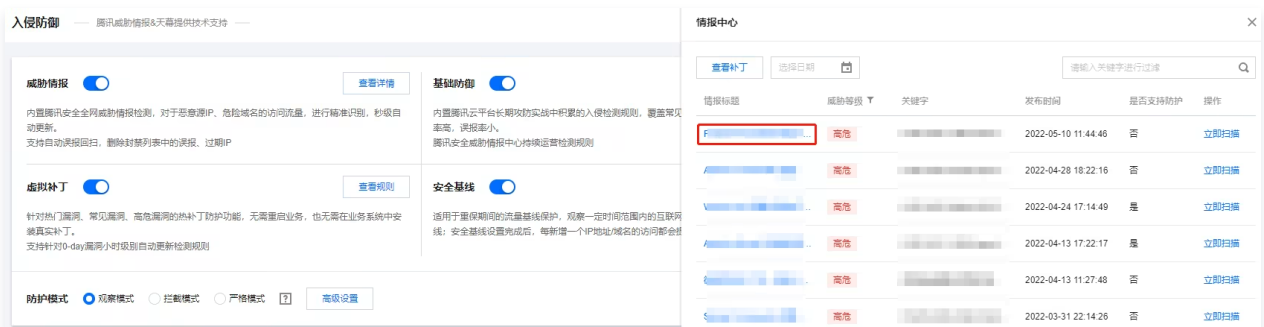 入侵防御
腾讯威胁情报&天幕提供技术支持
威胁情报
查看详情
内置腾讯安全全网威胁情报检测，对于恶意源IP、危险域名的访问流量，进行精准识别，秒级自
动更新。
支持自动误报回扫，删除封禁列表中的误报、过期IP
基础防御
内置腾讯云平台长期攻防实战中积累的入侵检测规则，覆盖常见
率高，误报率小。
腾讯安全威胁情报中心持续运营检测规则
虚拟补丁
查看规则
针对热门漏洞、常见漏洞、高危漏洞的热补丁防护功能，无需重启业务，也无需在业务系统中安
装真实补丁。
支持针对0-day漏洞小时级别自动更新检测规则
安全基线
适用于重保期间的流量基线保护，观察一定时间范围内的互联网
线；安全基线设置完成后，每新增一个IP地址/域名的访问都会
防护模式 观察模式 拦截模式 严格模式 ? 高级设置
情报中心
查看补丁 选择日期 请输入关键字进行过滤
情报标题 威胁等级 关键字 发布时间 是否支持防护 操作
高危 2022-05-10 11:44:46 否 立即扫描
高危 2022-04-28 18:22:16 否 立即扫描
高危 2022-04-24 17:14:49 是 立即扫描
高危 2022-04-13 17:22:17 是 立即扫描
高危 2022-04-13 11:27:48 否 立即扫描
高危 2022-03-31 22:14:26 否 立即扫描